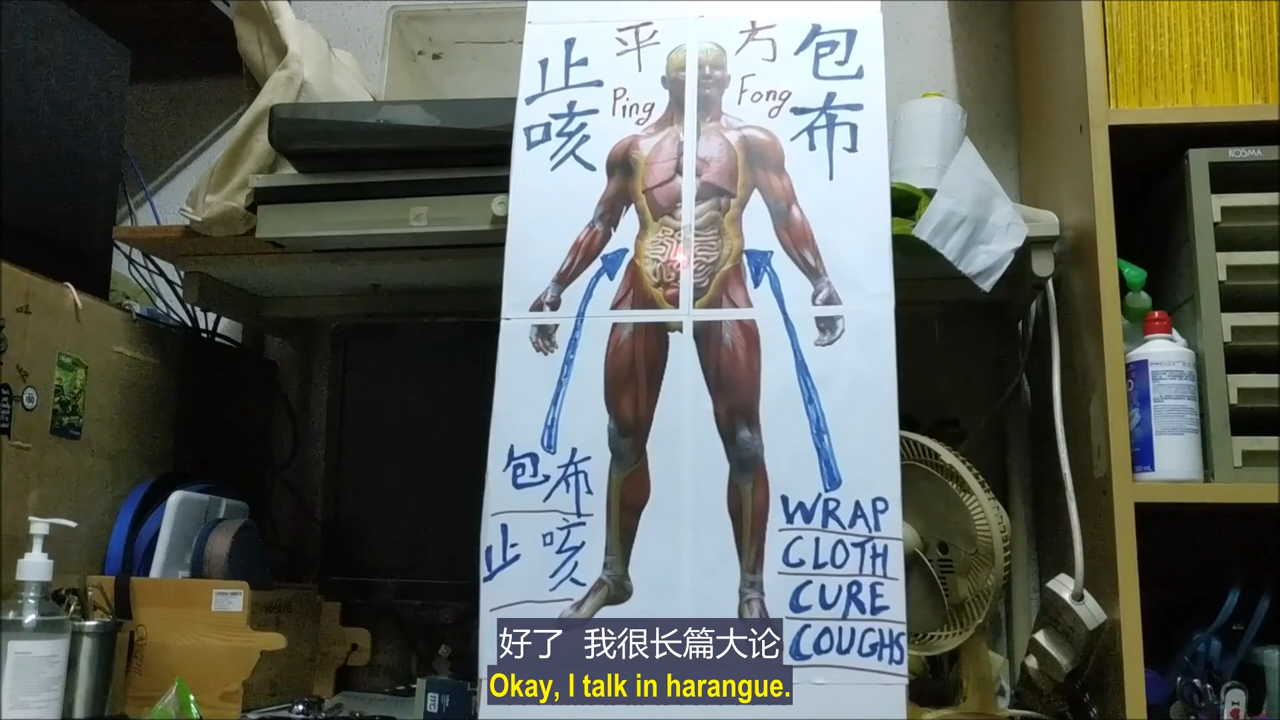 止咳
平
Ping
方
Fong
包布
KOSMA
包布
止咳
WRAP
CLOTH
CURE
COUGHS
好了 我很长篇大论
Okay, I talk in harangue.